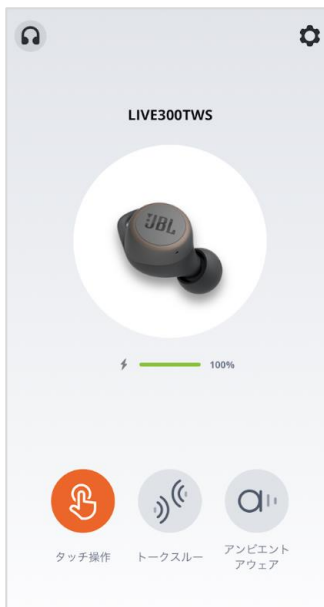 LIVE300TWS
JBL
100%
タッチ操作
トークスルー
アンビエント
アウェア